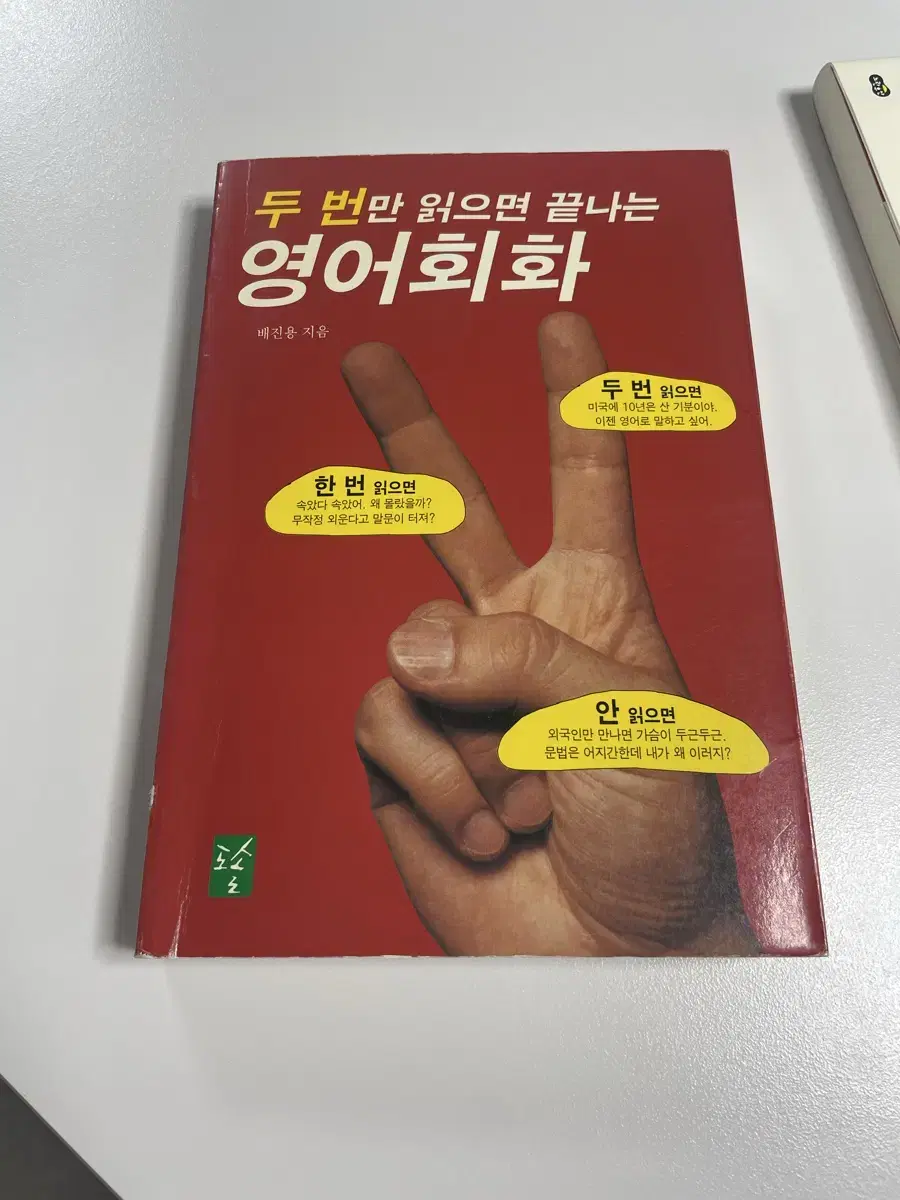 두 번만 읽으면 끝나는
영어회화
배진용 지음
두 번 읽으면
미국에 10년은 산 기분이야.
이젠 영어로 말하고 싶어.
한 번 읽으면
속았다 속았어, 왜 몰랐을까?
무작정 외운다고 말문이 터져?
안 읽으면
외국인만 만나면 가슴이 두근두근.
문법은 어지간한데 내가 왜 이러지?
도솔